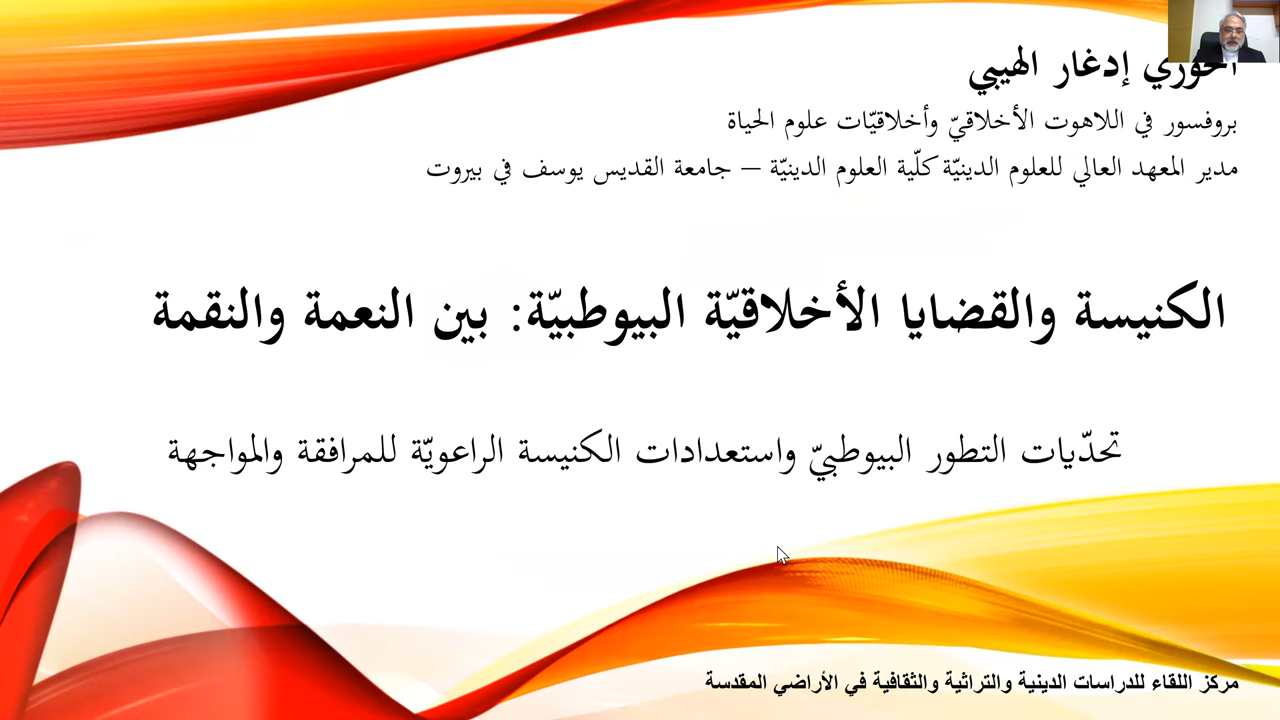 الخوري إدغار الهيبي
بروفسور في اللاهوت الأخلاقيّ وأخلاقيّات علوم الحياة
مدير المعهد العالي للعلوم الدينيّة كلّية العلوم الدينيّة – جامعة القديس يوسف في بيروت
الكنيسة والقضايا الأخلاقيّة البيوطبيّة: بين النعمة والنقمة
تحدّيات التطور البيوطبيّ واستعدادات الكنيسة الراعويّة للمرافقة والمواجهة
مركز اللقاء للدراسات الدينية والتراثية والثقافية في الأراضي المقدسة